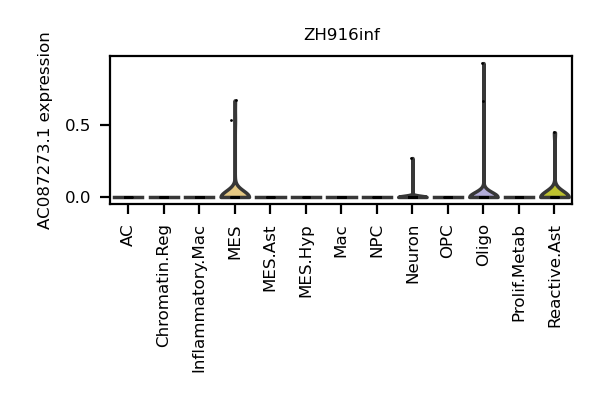 ZH916inf
AC087273.1 expression
0.5
0.0
AC
Chromatin.Reg
Inflammatory.Mac
MES
MES.Ast
MES.Hyp
Mac
NPC
Neuron
OPC
Oligo
Prolif.Metab
Reactive.Ast